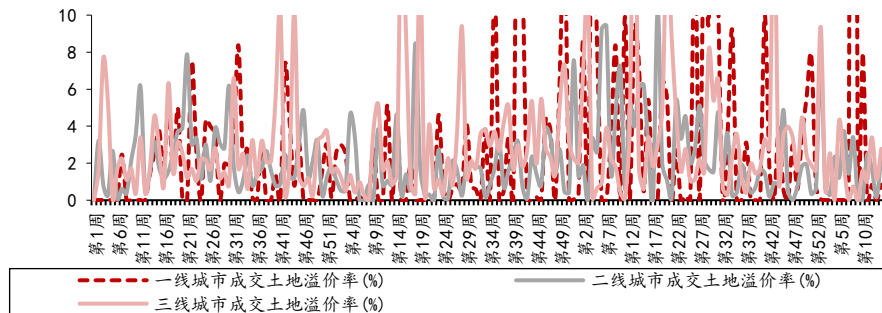 10
8
6
4
2
0
第1周
第6周
第11周
第16周
第21周
第26周
第31周
第36周
第41周
第46周
第51周
第4周
第9周
第14周
第19周
第24周
第29周
第34周
第39周
第44周
第49周
第2周
第7周
第12周
第17周
第22周
第27周
第32周
第37周
第42周
第47周
第52周
第5周
第10周
一线城市成交土地溢价率(%)
二线城市成交土地溢价率(%)
三线城市成交土地溢价率(%)